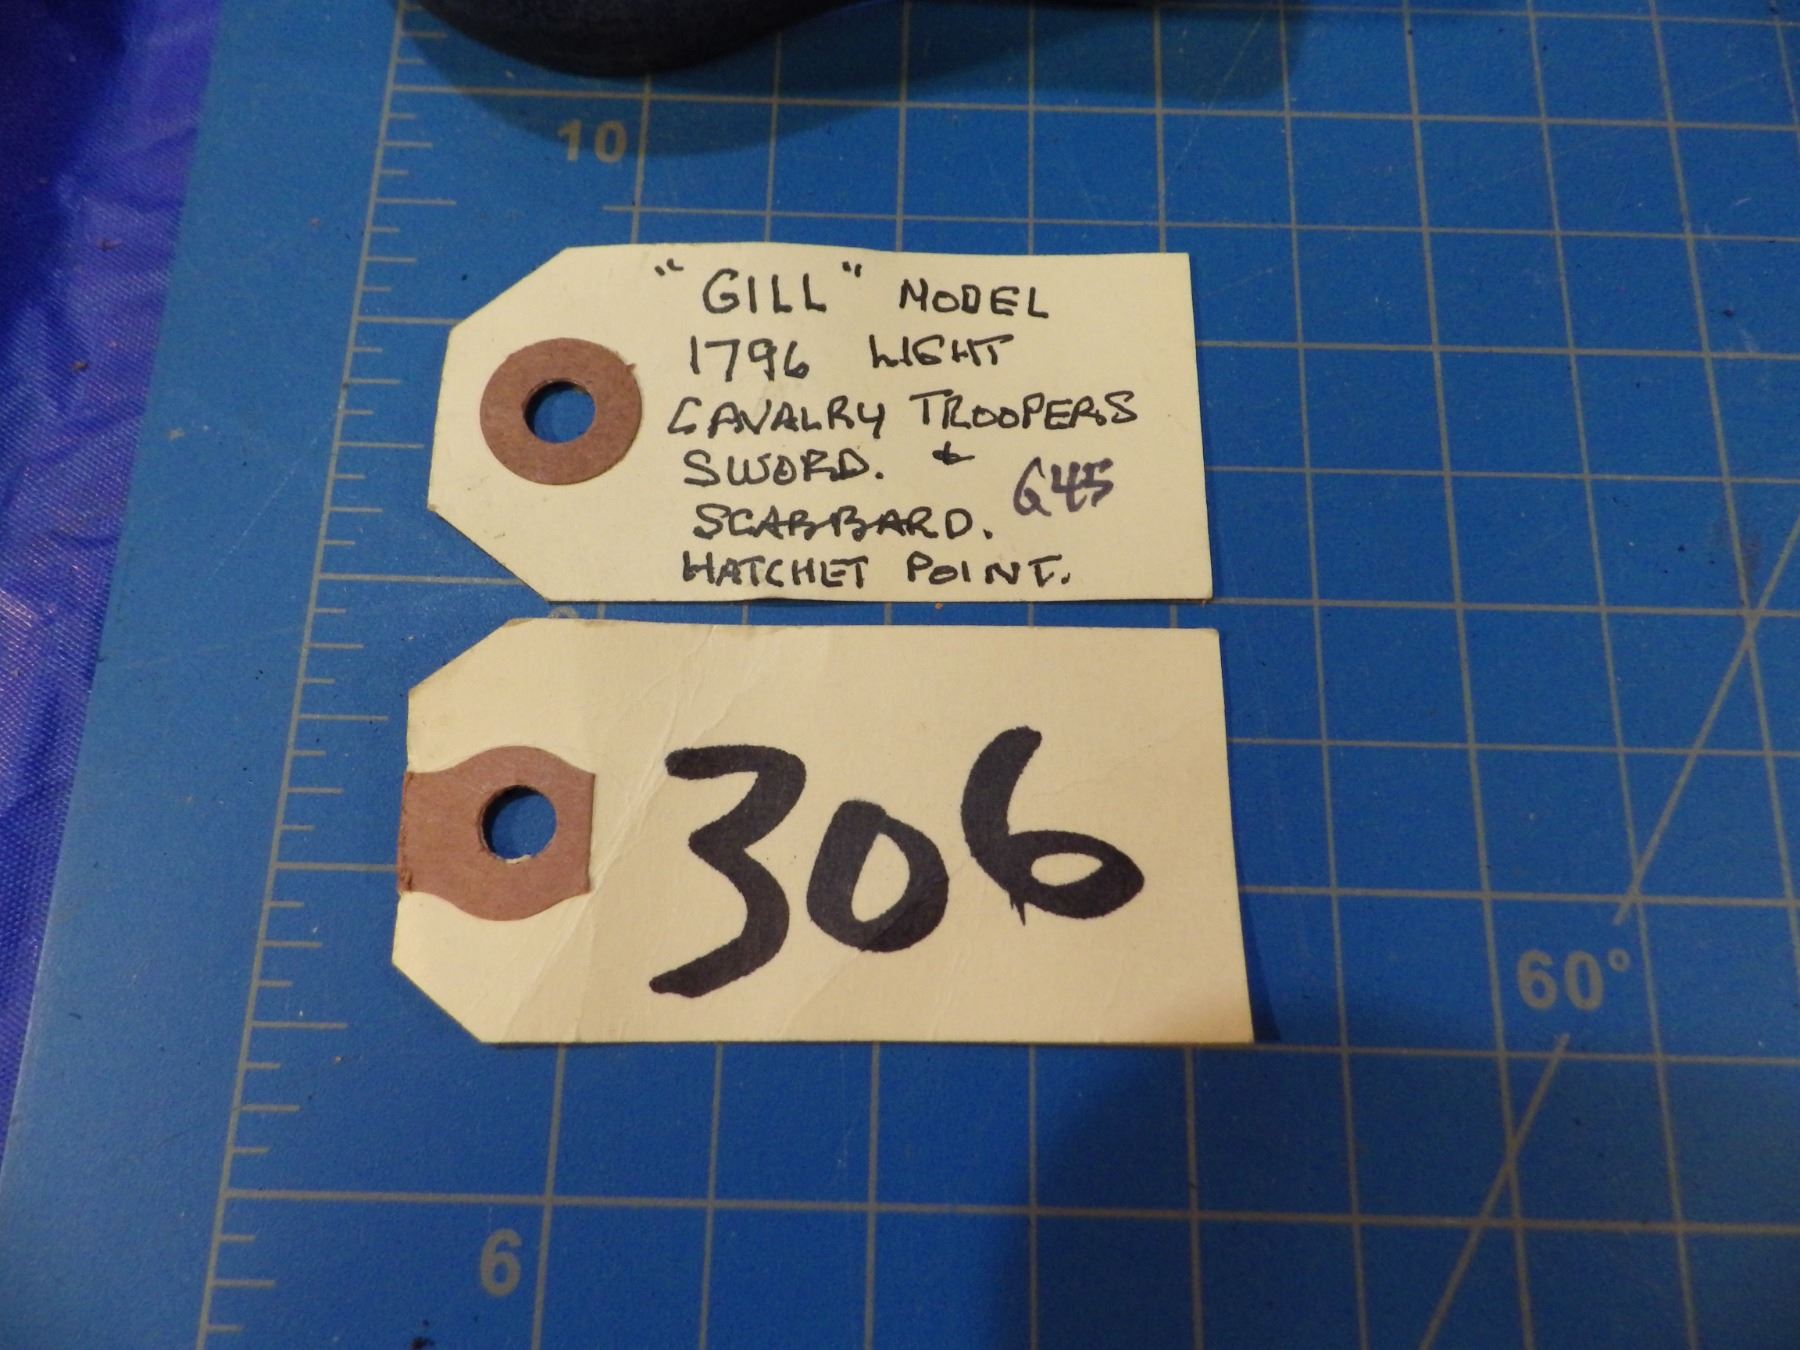 10
"GILL" MODEL
1796 LIGHT
CAVALRY TROOPERS
SWORD. &
G45
SCABBARD.
HATCHET POINT.
306
60°
6